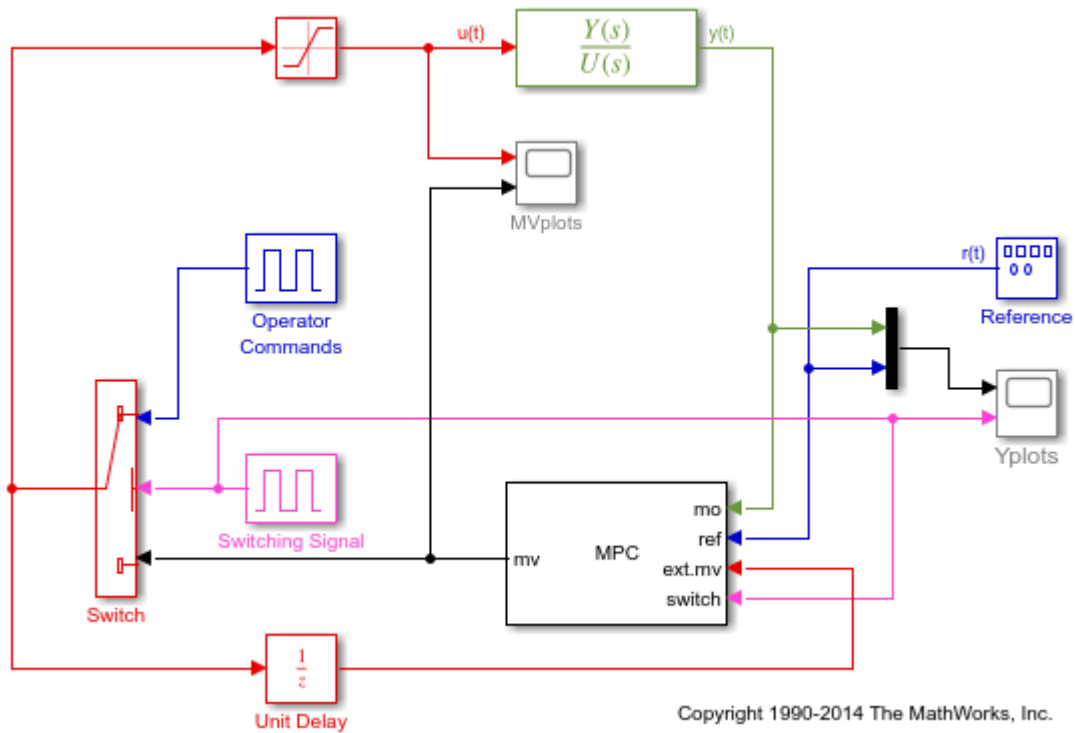 u(t)
Y(s)
U(s)
y(t)
MVplots
r(t)
Reference
Operator
Commands
Yplots
Switching Signal
mo
ref
MPC
mv
ext.mv
switch
Switch
1
z
Unit Delay
Copyright 1990-2014 The MathWorks, Inc.